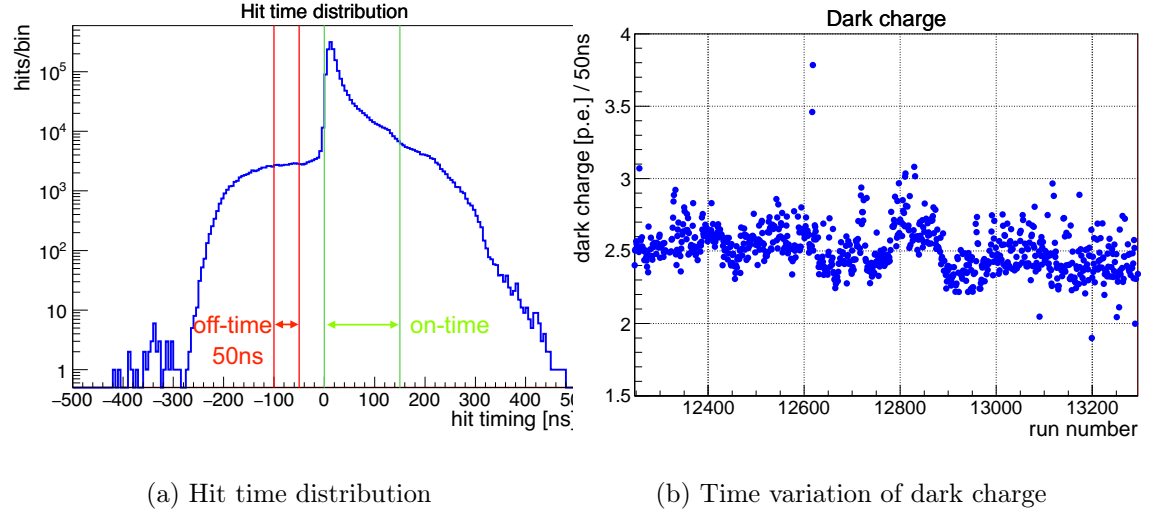 Hit time distribution
hits/bin
10^5
10^4
10^3
10^2
10
1
off-time
50ns
on-time
−500 −400 −300 −200 −100 0 100 200 300 400 50
hit timing [ns]
Dark charge
dark charge [p.e.] / 50ns
4
3.5
3
2.5
2
1.5
12400 12600 12800 13000 13200
run number
(a) Hit time distribution
(b) Time variation of dark charge